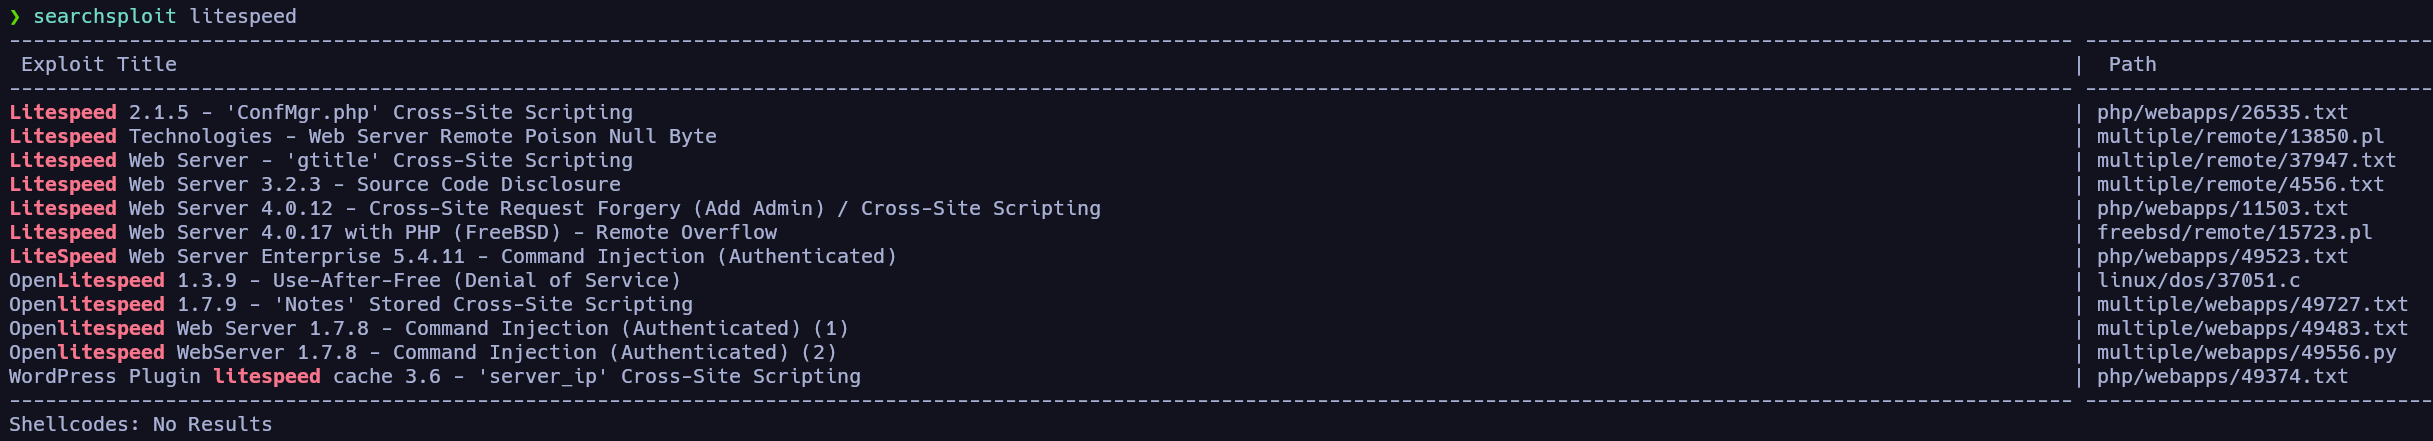 ❯ searchsploit litespeed
---------------------------------------------------------------------------------------------------------------------------------------------------------------------------- -----------------------------
 Exploit Title | Path
---------------------------------------------------------------------------------------------------------------------------------------------------------------------------- -----------------------------
Litespeed 2.1.5 - 'ConfMgr.php' Cross-Site Scripting | php/webapps/26535.txt
Litespeed Technologies - Web Server Remote Poison Null Byte | multiple/remote/13850.pl
Litespeed Web Server - 'gtitle' Cross-Site Scripting | multiple/remote/37947.txt
Litespeed Web Server 3.2.3 - Source Code Disclosure | multiple/remote/4556.txt
Litespeed Web Server 4.0.12 - Cross-Site Request Forgery (Add Admin) / Cross-Site Scripting | php/webapps/11503.txt
Litespeed Web Server 4.0.17 with PHP (FreeBSD) - Remote Overflow | freebsd/remote/15723.pl
LiteSpeed Web Server Enterprise 5.4.11 - Command Injection (Authenticated) | php/webapps/49523.txt
OpenLitespeed 1.3.9 - Use-After-Free (Denial of Service) | linux/dos/37051.c
Openlitespeed 1.7.9 - 'Notes' Stored Cross-Site Scripting | multiple/webapps/49727.txt
Openlitespeed Web Server 1.7.8 - Command Injection (Authenticated) (1) | multiple/webapps/49483.txt
Openlitespeed WebServer 1.7.8 - Command Injection (Authenticated) (2) | multiple/webapps/49556.py
WordPress Plugin litespeed cache 3.6 - 'server_ip' Cross-Site Scripting | php/webapps/49374.txt
---------------------------------------------------------------------------------------------------------------------------------------------------------------------------- -----------------------------
Shellcodes: No Results